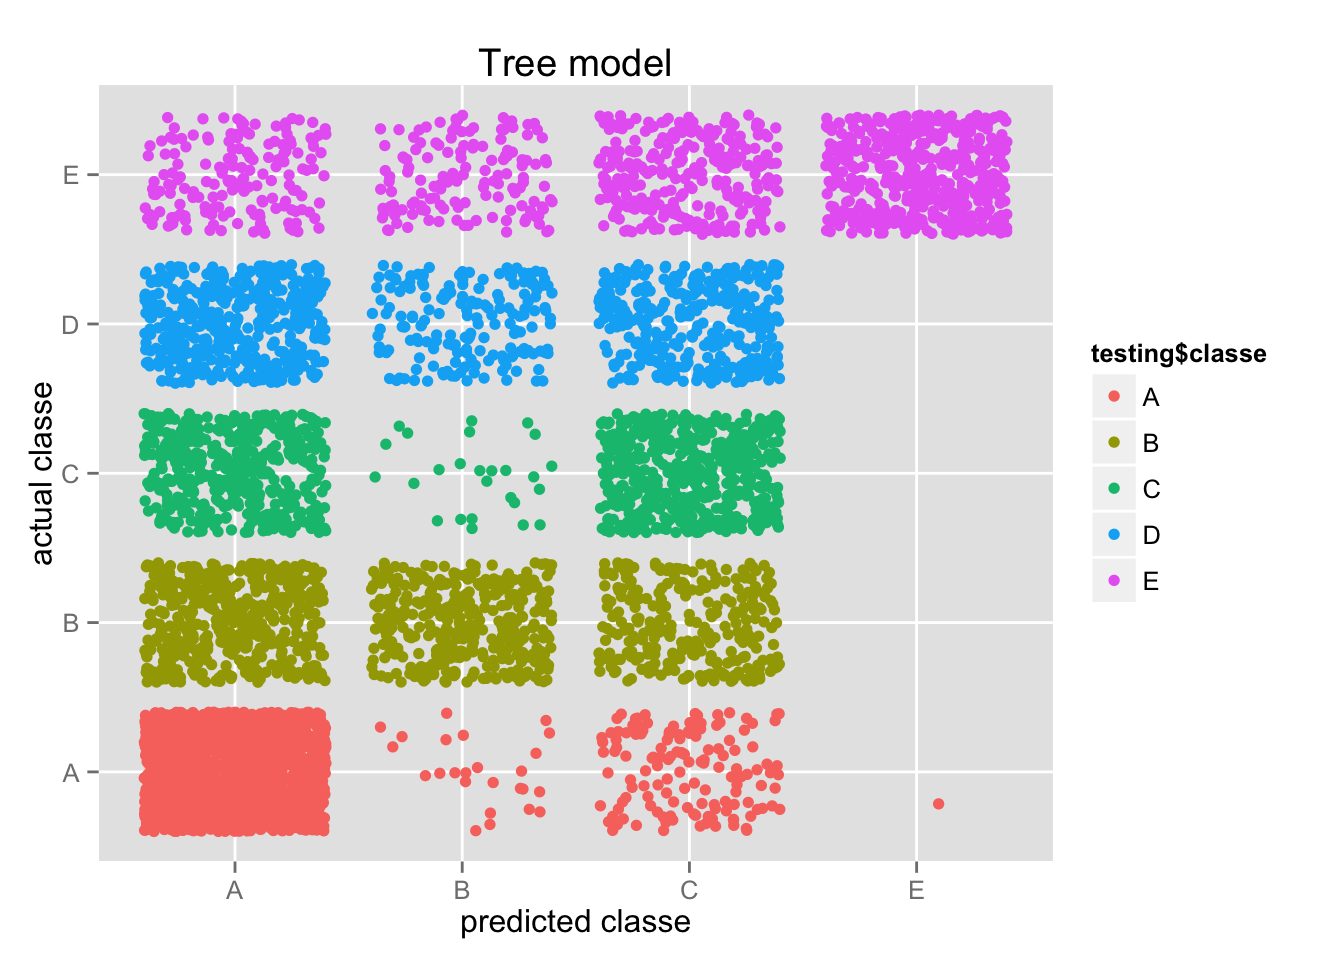 Tree model
actual classe
E
D
C
B
A
A B C E
predicted classe
testing$classe
A
B
C
D
E